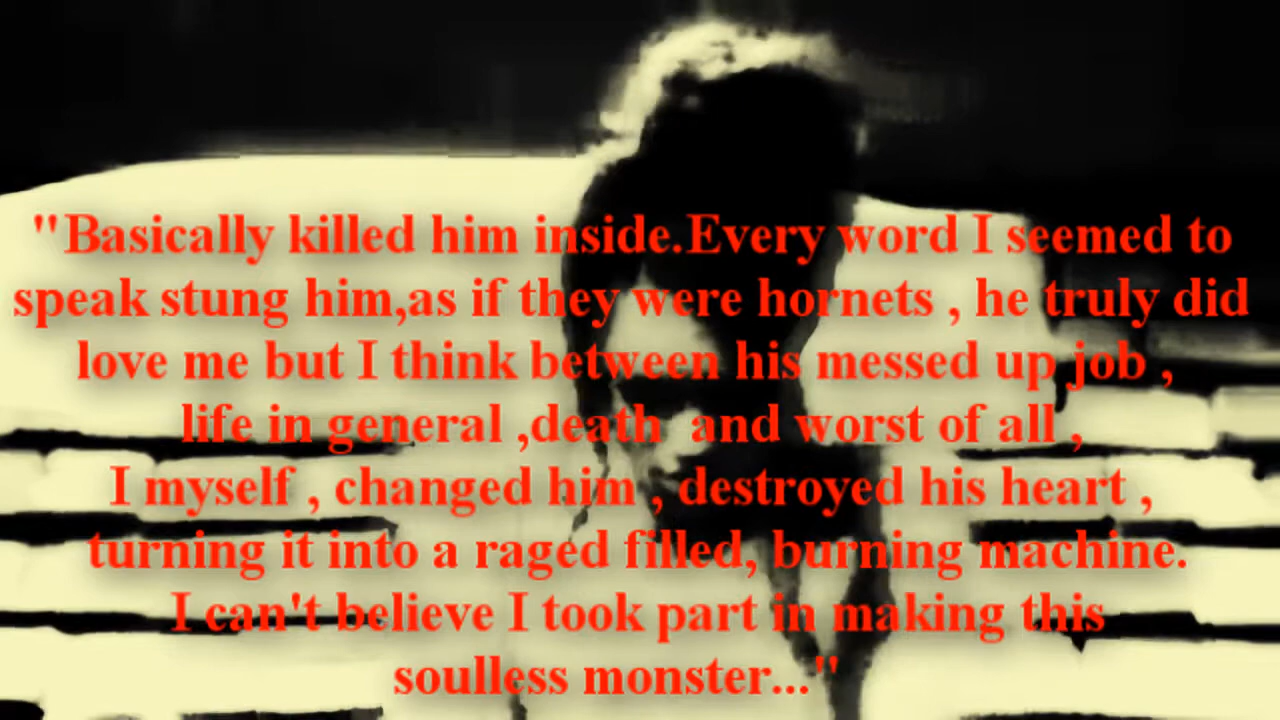 "Basically killed him inside.Every word I seemed to
speak stung him,as if they were hornets , he truly did
love me but I think between his messed up job ,
life in general ,death  and worst of all ,
I myself , changed him , destroyed his heart ,
turning it into a raged filled, burning machine.
I can't believe I took part in making this
soulless monster..."